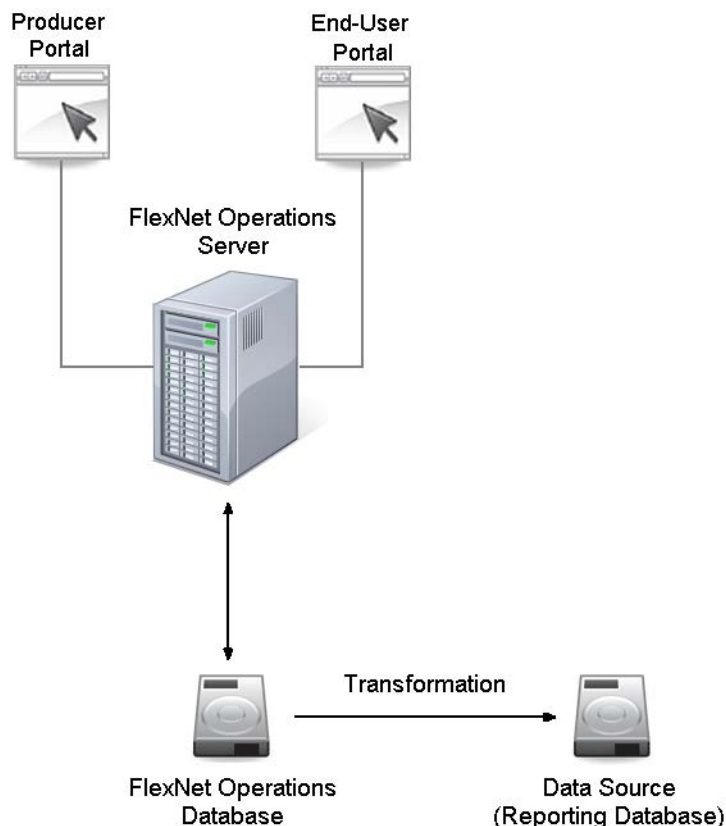 Producer
Portal
End-User
Portal
FlexNet Operations
Server
Transformation
FlexNet Operations
Database
Data Source
(Reporting Database)